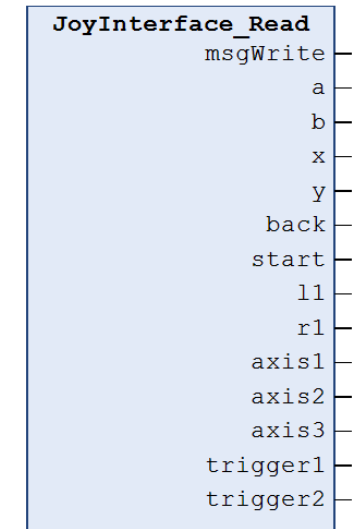 JoyInterface_Read
msgWrite
a
b
x
y
back
start
l1
r1
axis1
axis2
axis3
trigger1
trigger2